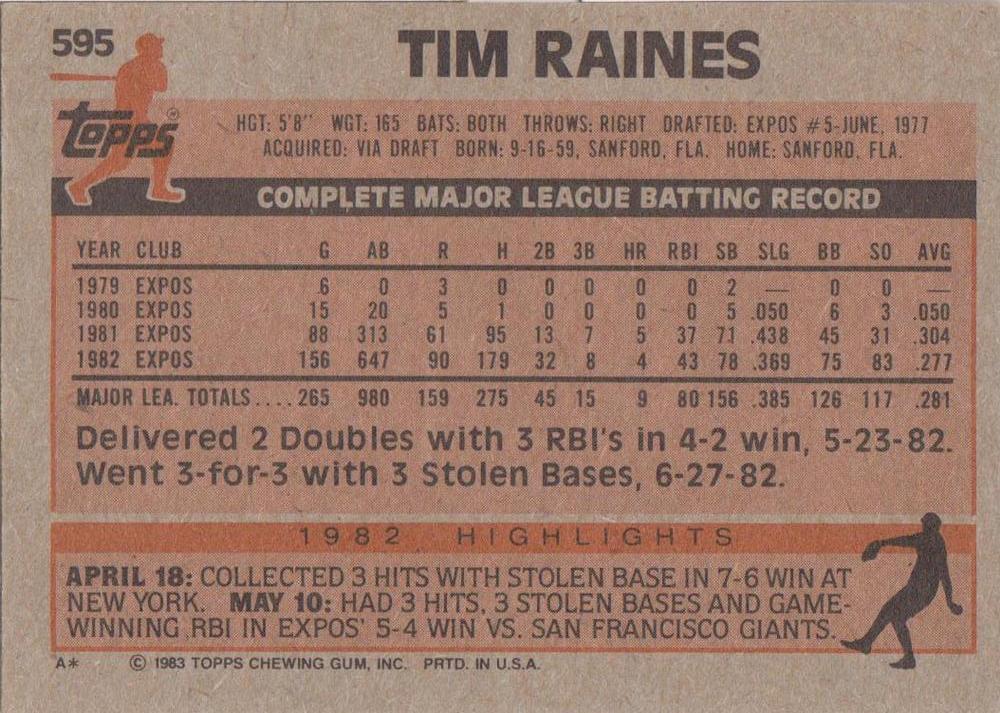 595
TIM RAINES
Topps®
HGT: 5'8" WGT: 165 BATS: BOTH THROWS: RIGHT DRAFTED: EXPOS #5-JUNE, 1977
ACQUIRED: VIA DRAFT BORN: 9-16-59, SANFORD, FLA. HOME: SANFORD, FLA.
COMPLETE MAJOR LEAGUE BATTING RECORD
YEAR CLUB G AB R H 2B 3B HR RBI SB SLG BB SO AVG
1979 EXPOS 6 0 3 0 0 0 0 0 2 — 0 0 —
1980 EXPOS 15 20 5 1 0 0 0 0 5 .050 6 3 .050
1981 EXPOS 88 313 61 95 13 7 5 37 71 .438 45 31 .304
1982 EXPOS 156 647 90 179 32 8 4 43 78 .369 75 83 .277
MAJOR LEA. TOTALS.... 265 980 159 275 45 15 9 80 156 .385 126 117 .281
Delivered 2 Doubles with 3 RBI's in 4-2 win, 5-23-82.
Went 3-for-3 with 3 Stolen Bases, 6-27-82.
1982 HIGHLIGHTS
APRIL 18: COLLECTED 3 HITS WITH STOLEN BASE IN 7-6 WIN AT
NEW YORK. MAY 10: HAD 3 HITS, 3 STOLEN BASES AND GAME-
WINNING RBI IN EXPOS' 5-4 WIN VS. SAN FRANCISCO GIANTS.
A* © 1983 TOPPS CHEWING GUM, INC. PRTD. IN U.S.A.